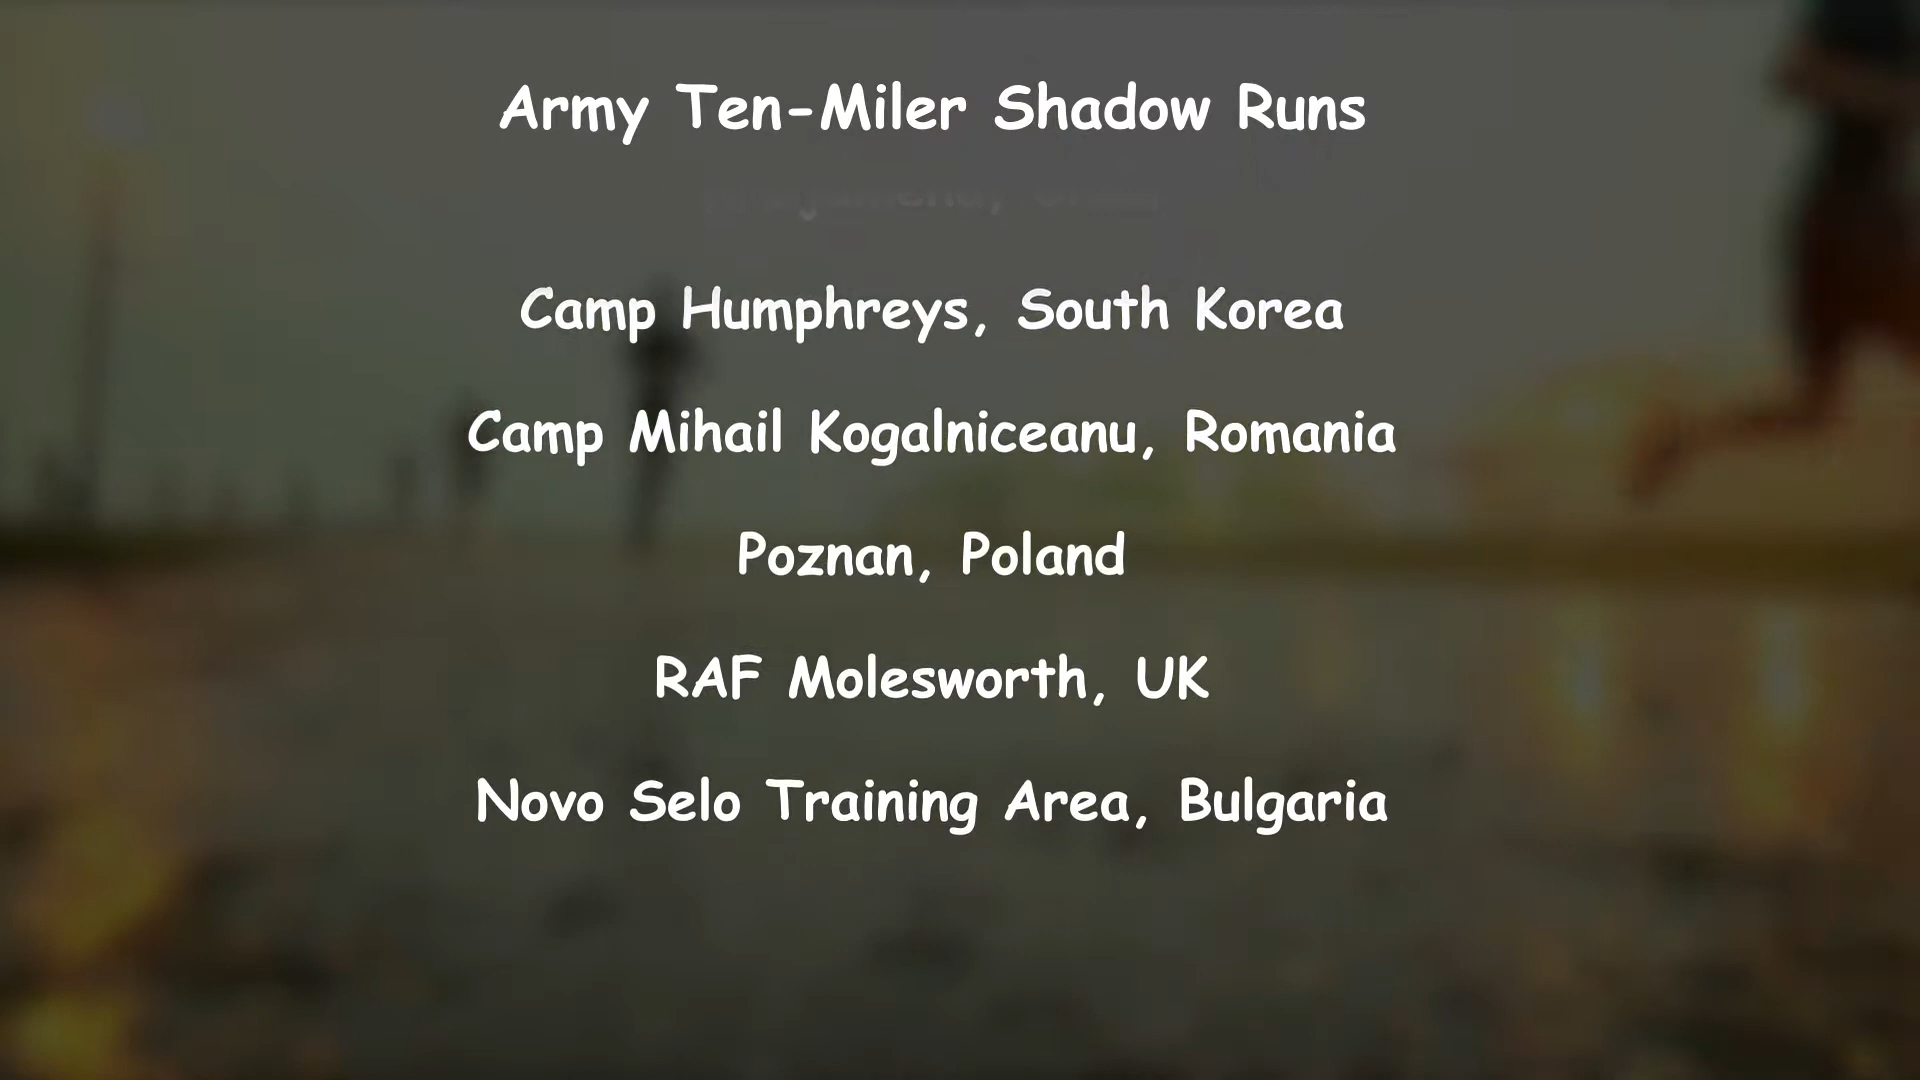 Army Ten-Miler Shadow Runs
Camp Humphreys, South Korea
Camp Mihail Kogalniceanu, Romania
Poznan, Poland
RAF Molesworth, UK
Novo Selo Training Area, Bulgaria